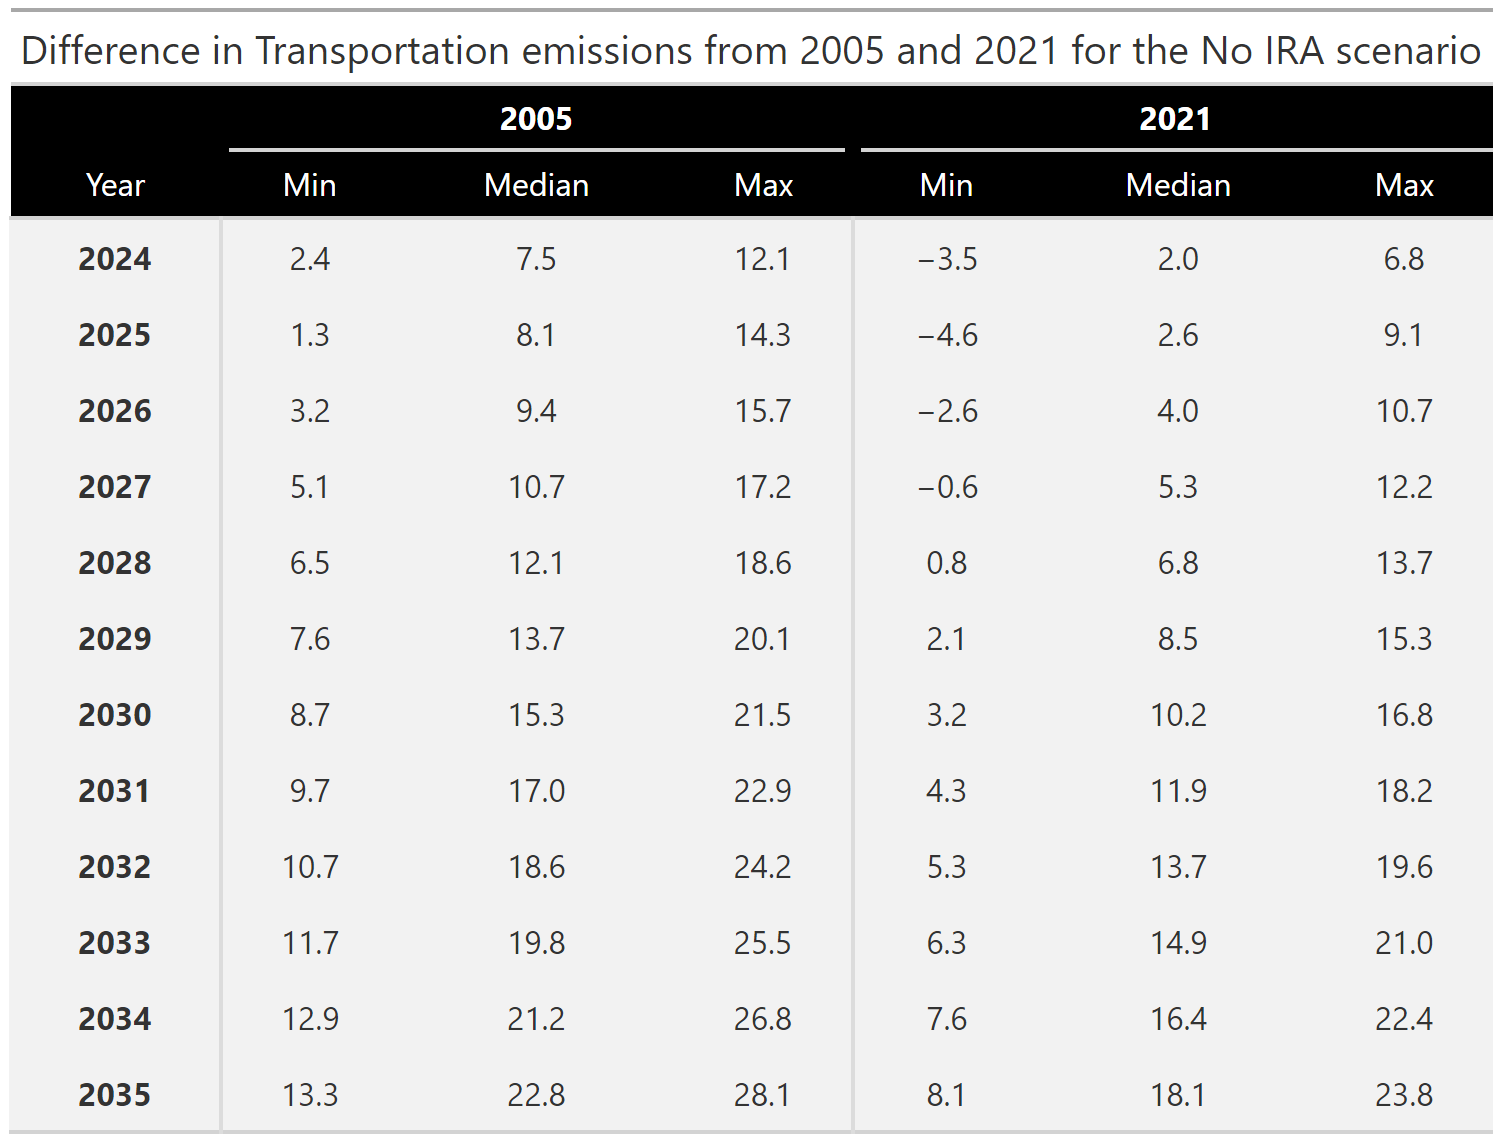 Difference in Transportation emissions from 2005 and 2021 for the No IRA scenario
2005 2021
Year Min Median Max Min Median Max
2024 2.4 7.5 12.1 −3.5 2.0 6.8
2025 1.3 8.1 14.3 −4.6 2.6 9.1
2026 3.2 9.4 15.7 −2.6 4.0 10.7
2027 5.1 10.7 17.2 −0.6 5.3 12.2
2028 6.5 12.1 18.6 0.8 6.8 13.7
2029 7.6 13.7 20.1 2.1 8.5 15.3
2030 8.7 15.3 21.5 3.2 10.2 16.8
2031 9.7 17.0 22.9 4.3 11.9 18.2
2032 10.7 18.6 24.2 5.3 13.7 19.6
2033 11.7 19.8 25.5 6.3 14.9 21.0
2034 12.9 21.2 26.8 7.6 16.4 22.4
2035 13.3 22.8 28.1 8.1 18.1 23.8